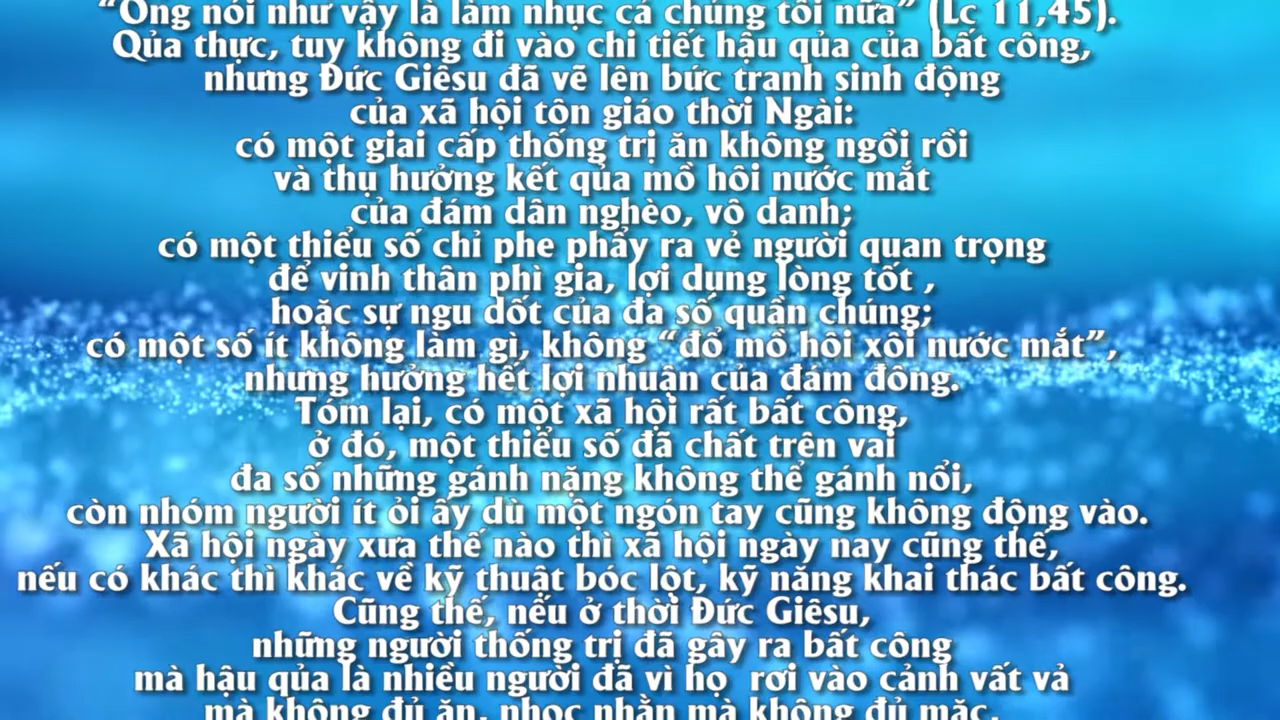 “Ông nói như vậy là làm nhục cả chúng tôi nữa” (Lc 11,45).
Qủa thực, tuy không đi vào chi tiết hậu qủa của bất công,
nhưng Đức Giêsu đã vẽ lên bức tranh sinh động
của xã hội tôn giáo thời Ngài:
có một giai cấp thống trị ăn không ngồi rồi
và thụ hưởng kết qủa mồ hôi nước mắt
của đám dân nghèo, vô danh;
có một thiểu số chỉ phe phẩy ra vẻ người quan trọng
để vinh thân phì gia, lợi dụng lòng tốt ,
hoặc sự ngu dốt của đa số quần chúng;
có một số ít không làm gì, không “đổ mồ hôi xôi nước mắt”,
nhưng hưởng hết lợi nhuận của đám đông.
Tóm lại, có một xã hội rất bất công,
ở đó, một thiểu số đã chất trên vai
đa số những gánh nặng không thể gánh nổi,
còn nhóm người ít ỏi ấy dù một ngón tay cũng không động vào.
Xã hội ngày xưa thế nào thì xã hội ngày nay cũng thế,
nếu có khác thì khác về kỹ thuật bóc lột, kỹ năng khai thác bất công.
Cũng thế, nếu ở thời Đức Giêsu,
những người thống trị đã gây ra bất công
mà hậu qủa là nhiều người đã vì họ rơi vào cảnh vất vả
mà không đủ ăn, nhọc nhằn mà không đủ mặc,